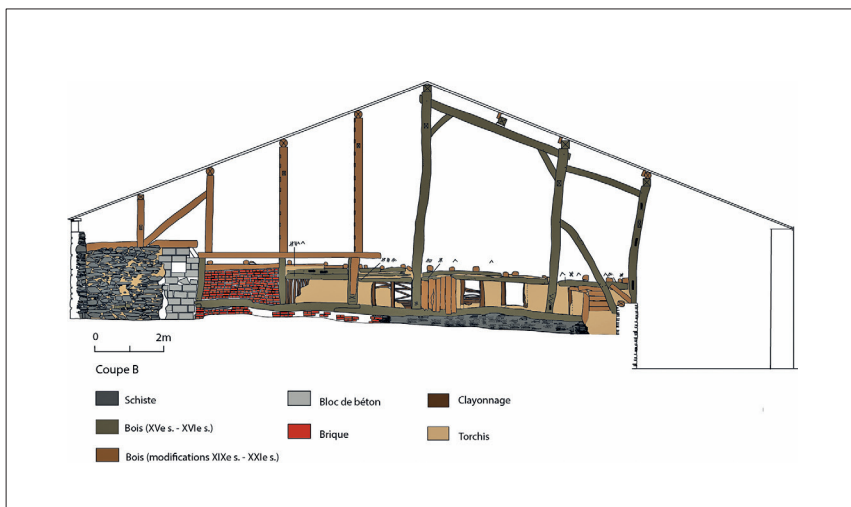 0 2m
Coupe B
Schiste
Bloc de béton
Clayonnage
Bois (XVe s. - XVIe s.)
Brique
Torchis
Bois (modifications XIXe s. - XXIe s.)